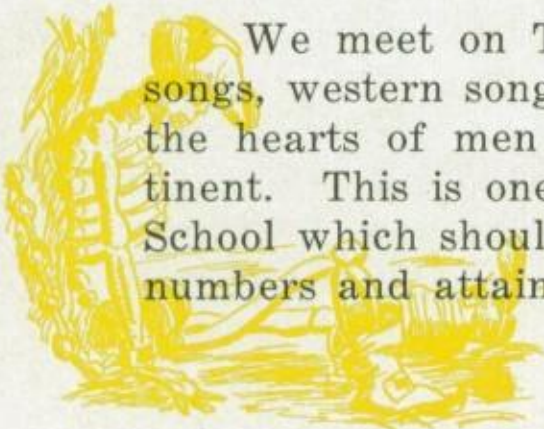 We meet on T
songs, western song
the hearts of men
tinent. This is one
School which shoul
numbers and attain